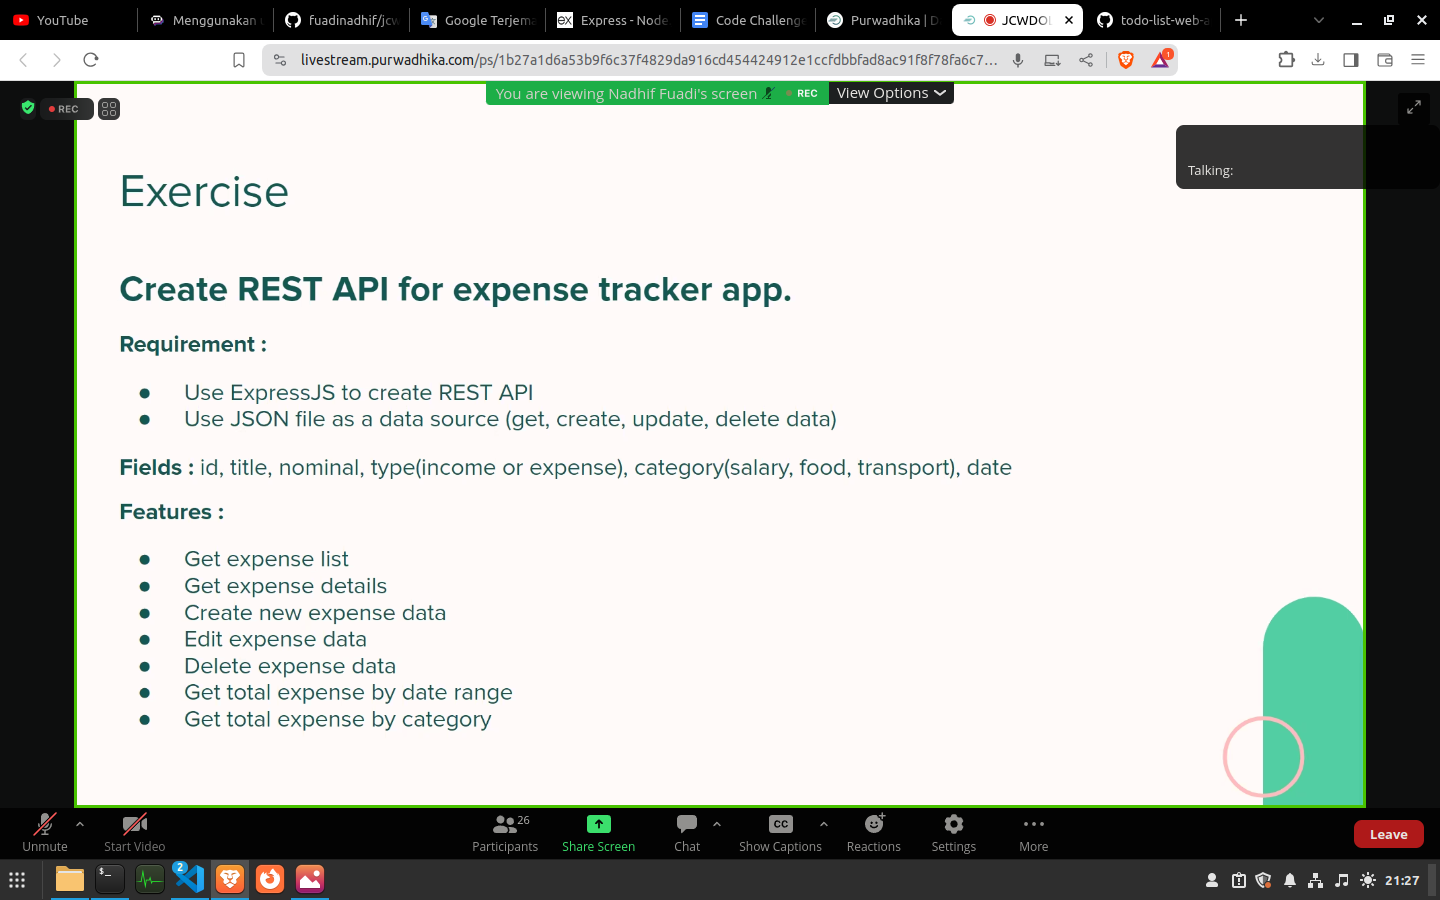 YouTube
Menggunakan
fuadinadhif/jcw
Google Terjema
Express - Node
Code Challenge
Purwadhika | D
JCWDOL
todo-list-web-a
livestream.purwadhika.com/ps/1b27a1d6a53b9f6c37f4829da916cd454424912e1ccfdbbfad8ac91f8f78fa6c7...
1
REC
You are viewing Nadhif Fuadi's screen
REC
View Options
Talking:
Exercise
Create REST API for expense tracker app.
Requirement :
● Use ExpressJS to create REST API
● Use JSON file as a data source (get, create, update, delete data)
Fields : id, title, nominal, type(income or expense), category(salary, food, transport), date
Features :
● Get expense list
● Get expense details
● Create new expense data
● Edit expense data
● Delete expense data
● Get total expense by date range
● Get total expense by category
Unmute
Start Video
26
Participants
Share Screen
Chat
CC
Show Captions
Reactions
Settings
More
Leave
$_
2
21:27